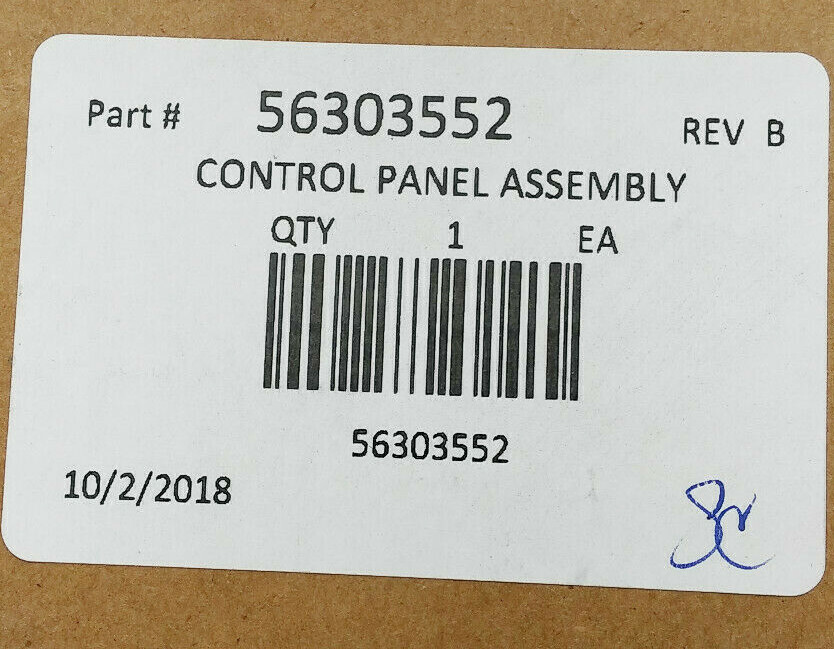 Part # 56303552 REV B
CONTROL PANEL ASSEMBLY
QTY 1 EA
56303552
10/2/2018